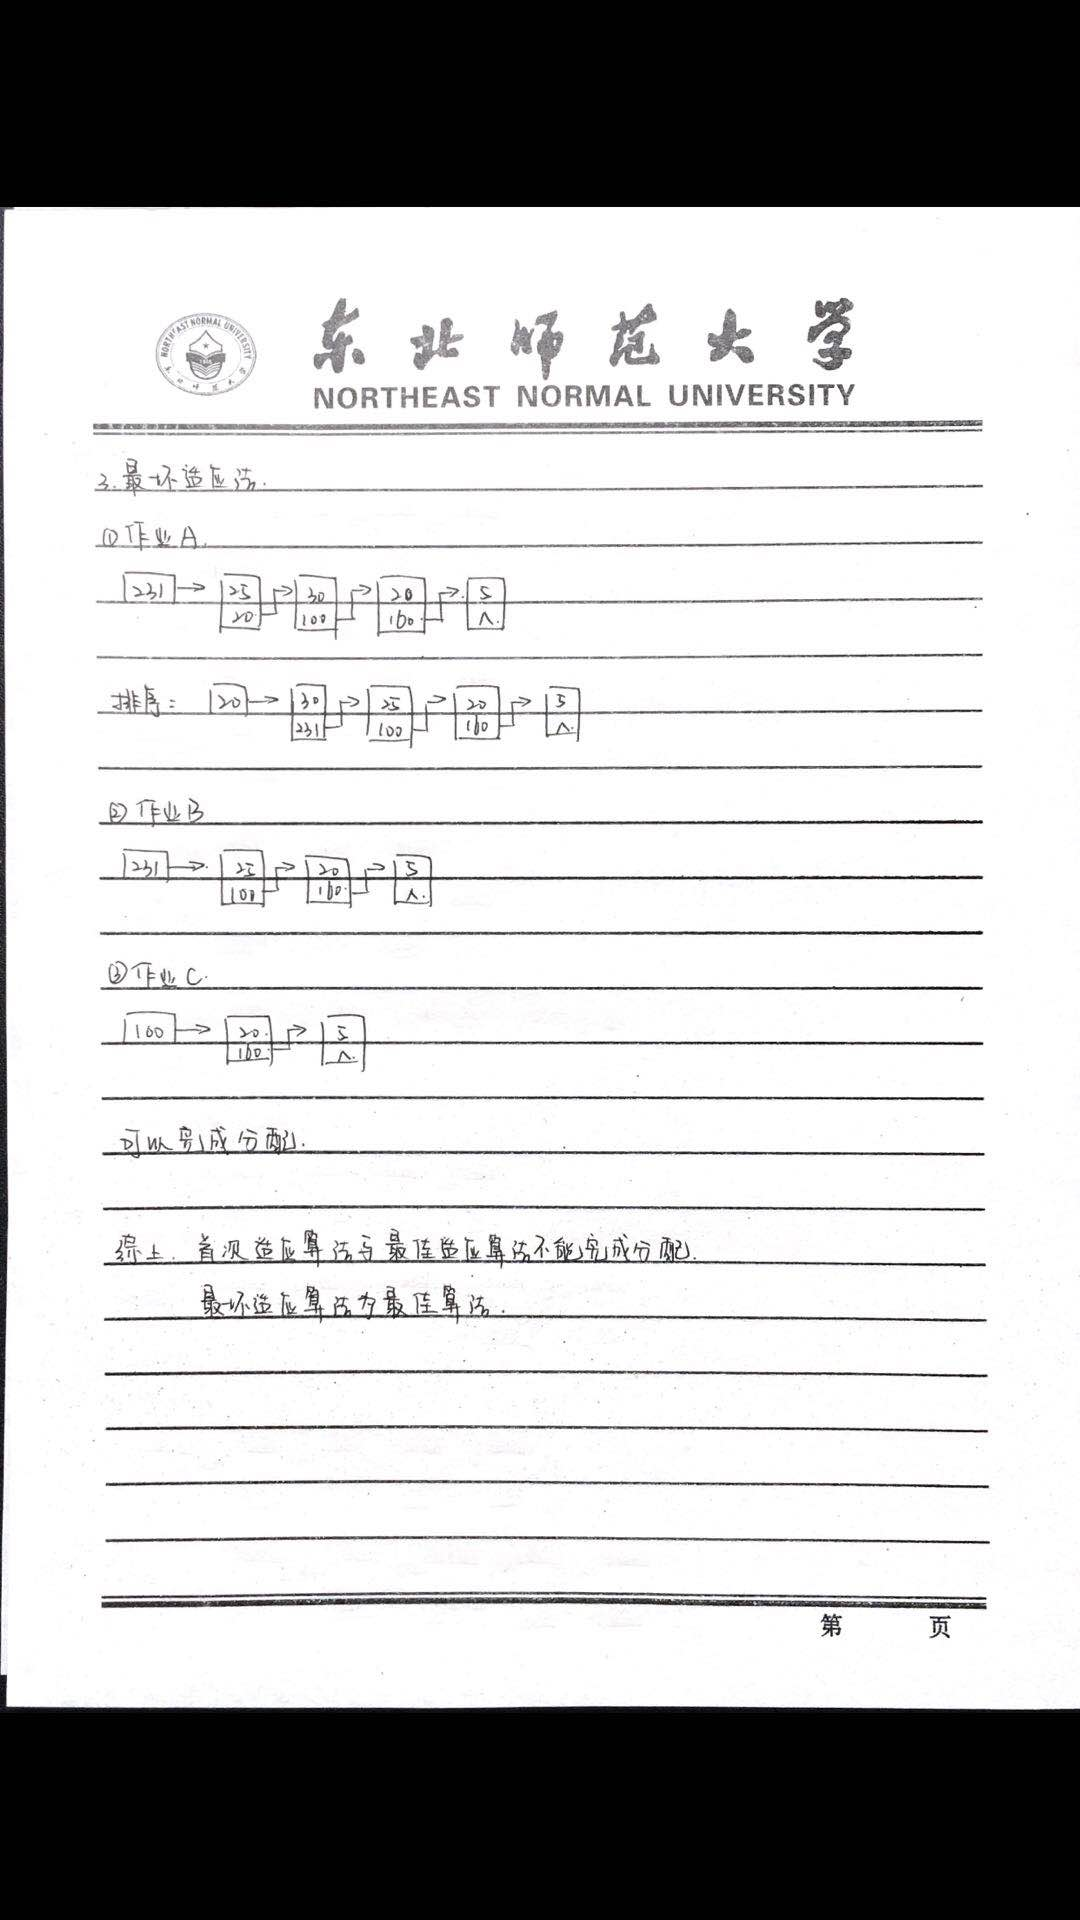 东北师范大学
NORTHEAST NORMAL UNIVERSITY
3. 最坏适应法.
① 作业A.
231 → 25 → 30 → 20 → 5
20 100 160 ∧
排序: 20 → 30 → 25 → 20 → 5
231 100 160 ∧
② 作业B
231 → 25 → 20 → 5
100 160 ∧
③ 作业C.
100 → 20 → 5
160 ∧
可以完成分配.
综上. 首次适应算法与最佳适应算法不能完成分配.
最坏适应算法为最佳算法.
第 页